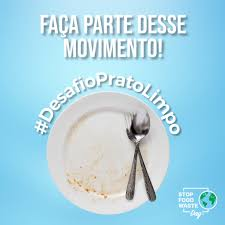 FAÇA PARTE DESSE
MOVIMENTO!
#DesafioPratoLimpo
STOP
FOOD
WASTE
Day